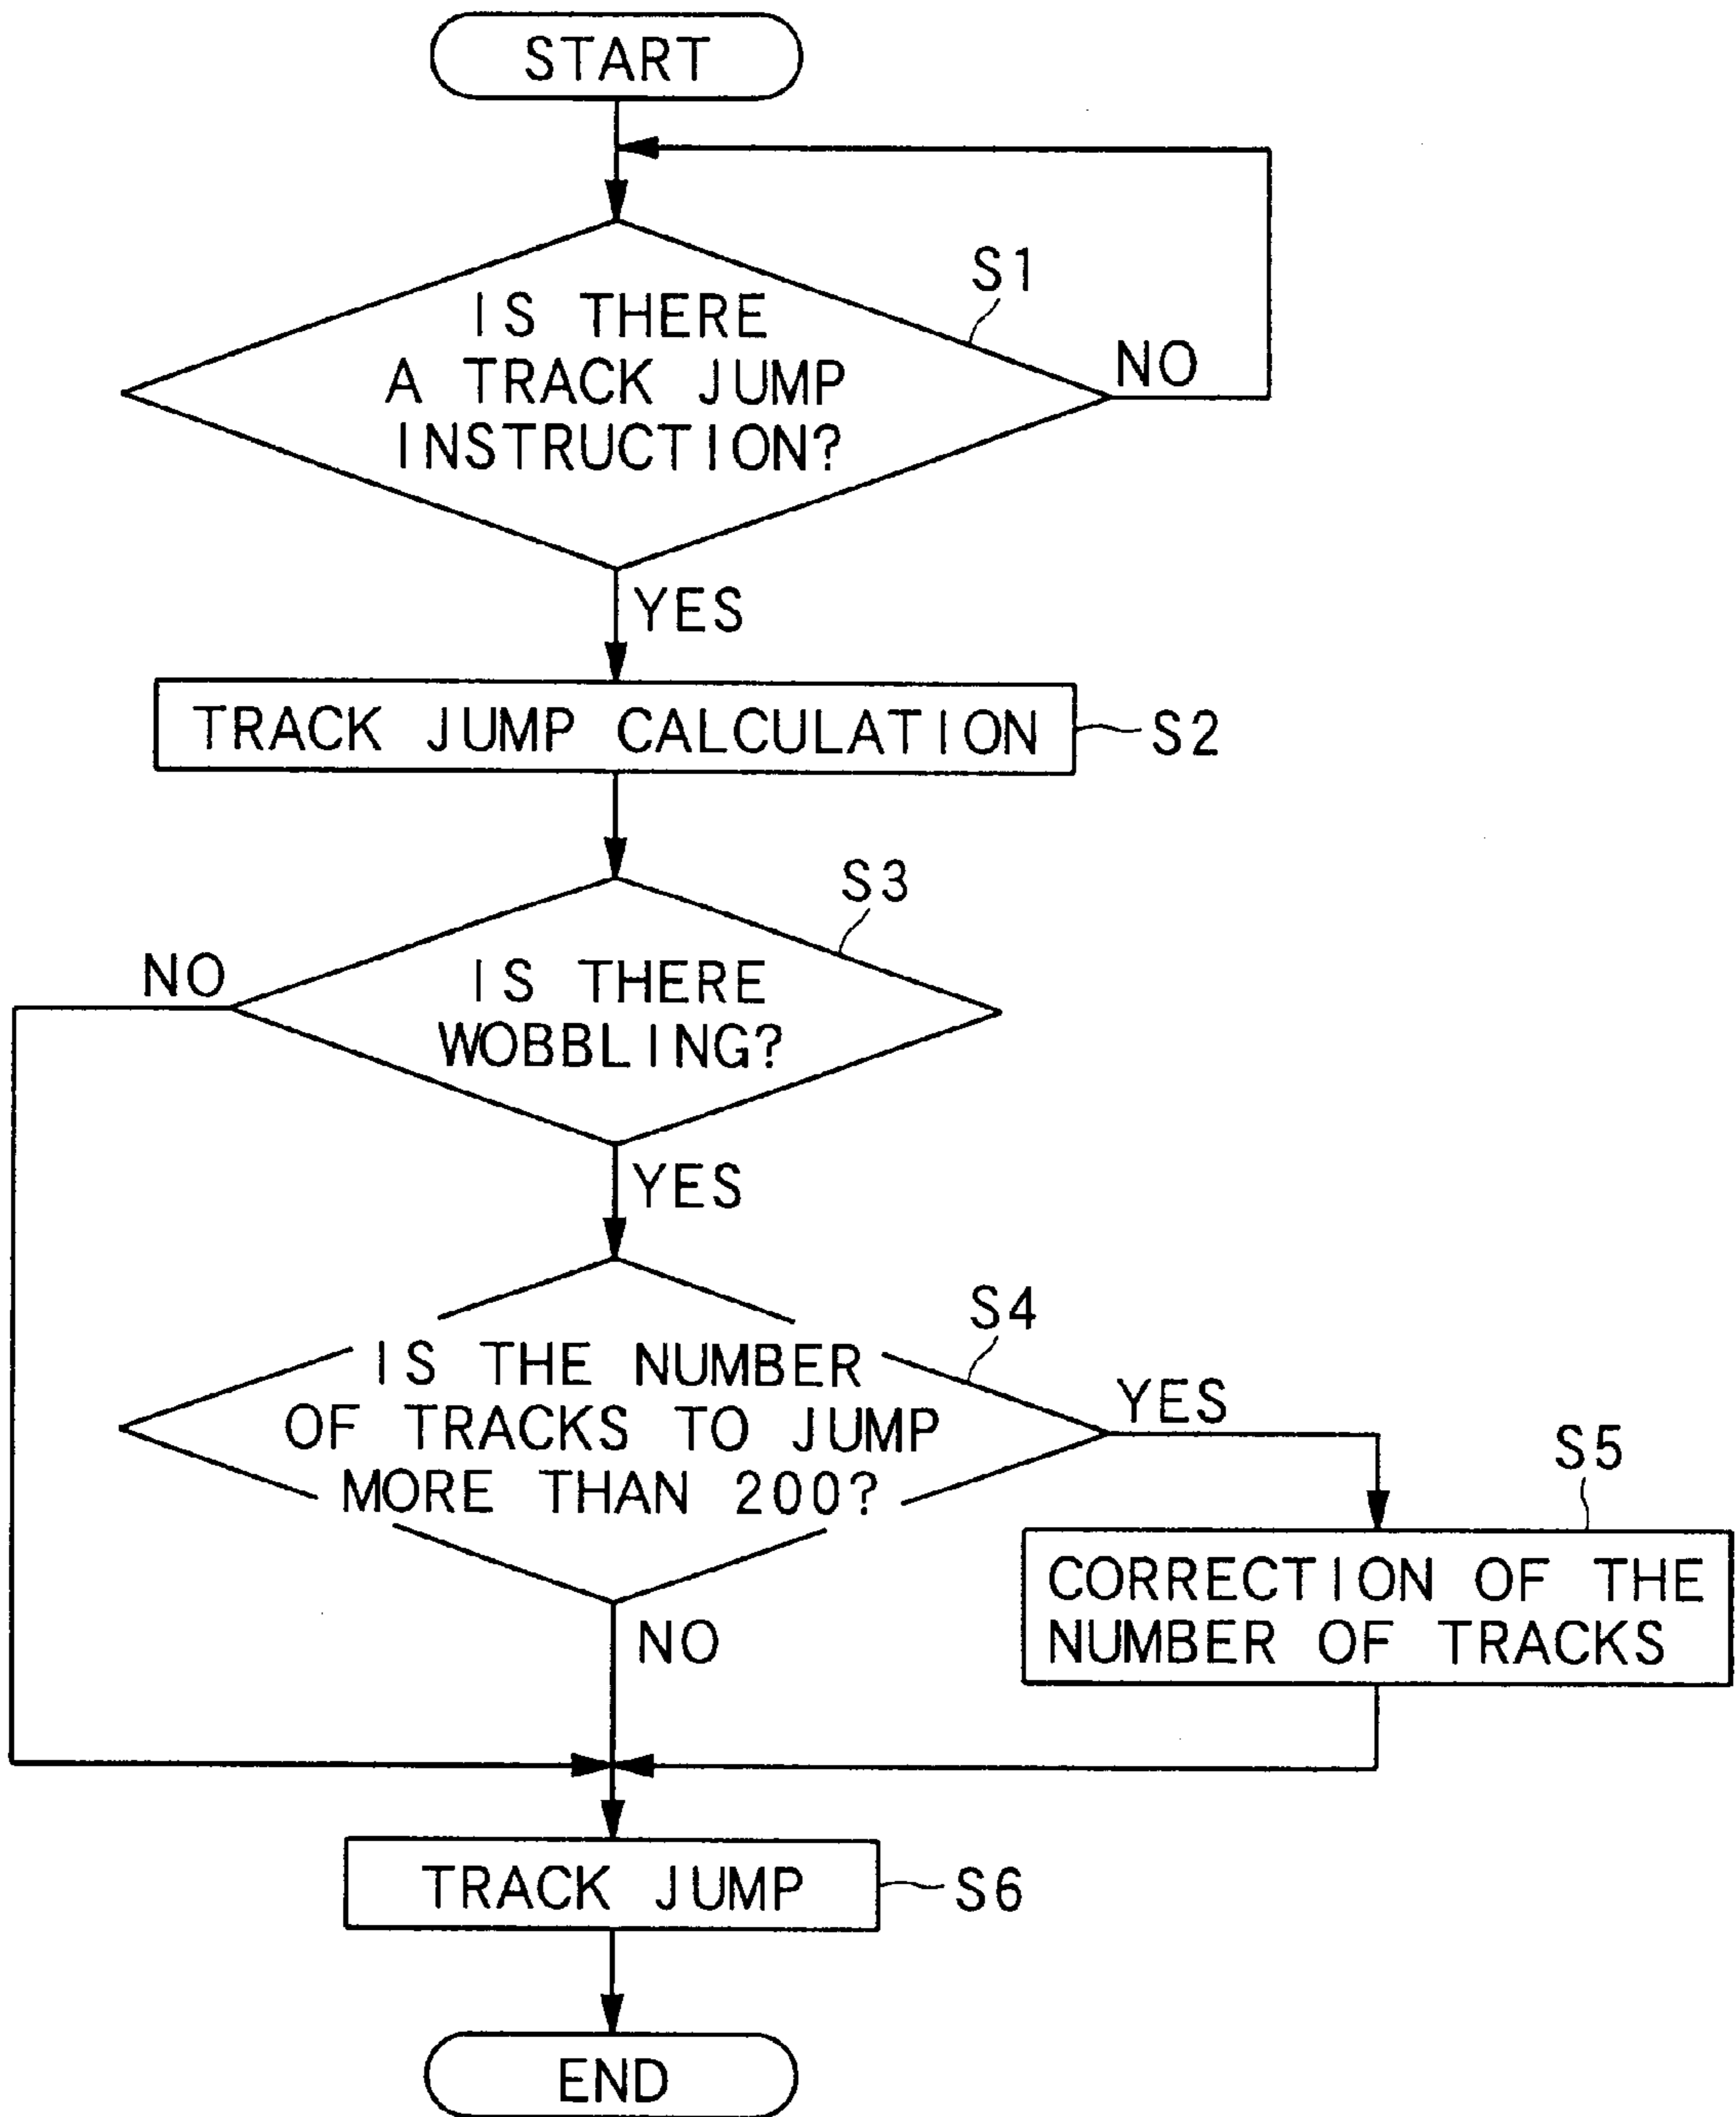 START
S1
IS THERE
A TRACK JUMP
INSTRUCTION?
NO
YES
TRACK JUMP CALCULATION
S2
S3
NO
IS THERE
WOBBLING?
YES
S4
IS THE NUMBER
OF TRACKS TO JUMP
MORE THAN 200?
YES
S5
CORRECTION OF THE
NUMBER OF TRACKS
NO
TRACK JUMP
S6
END